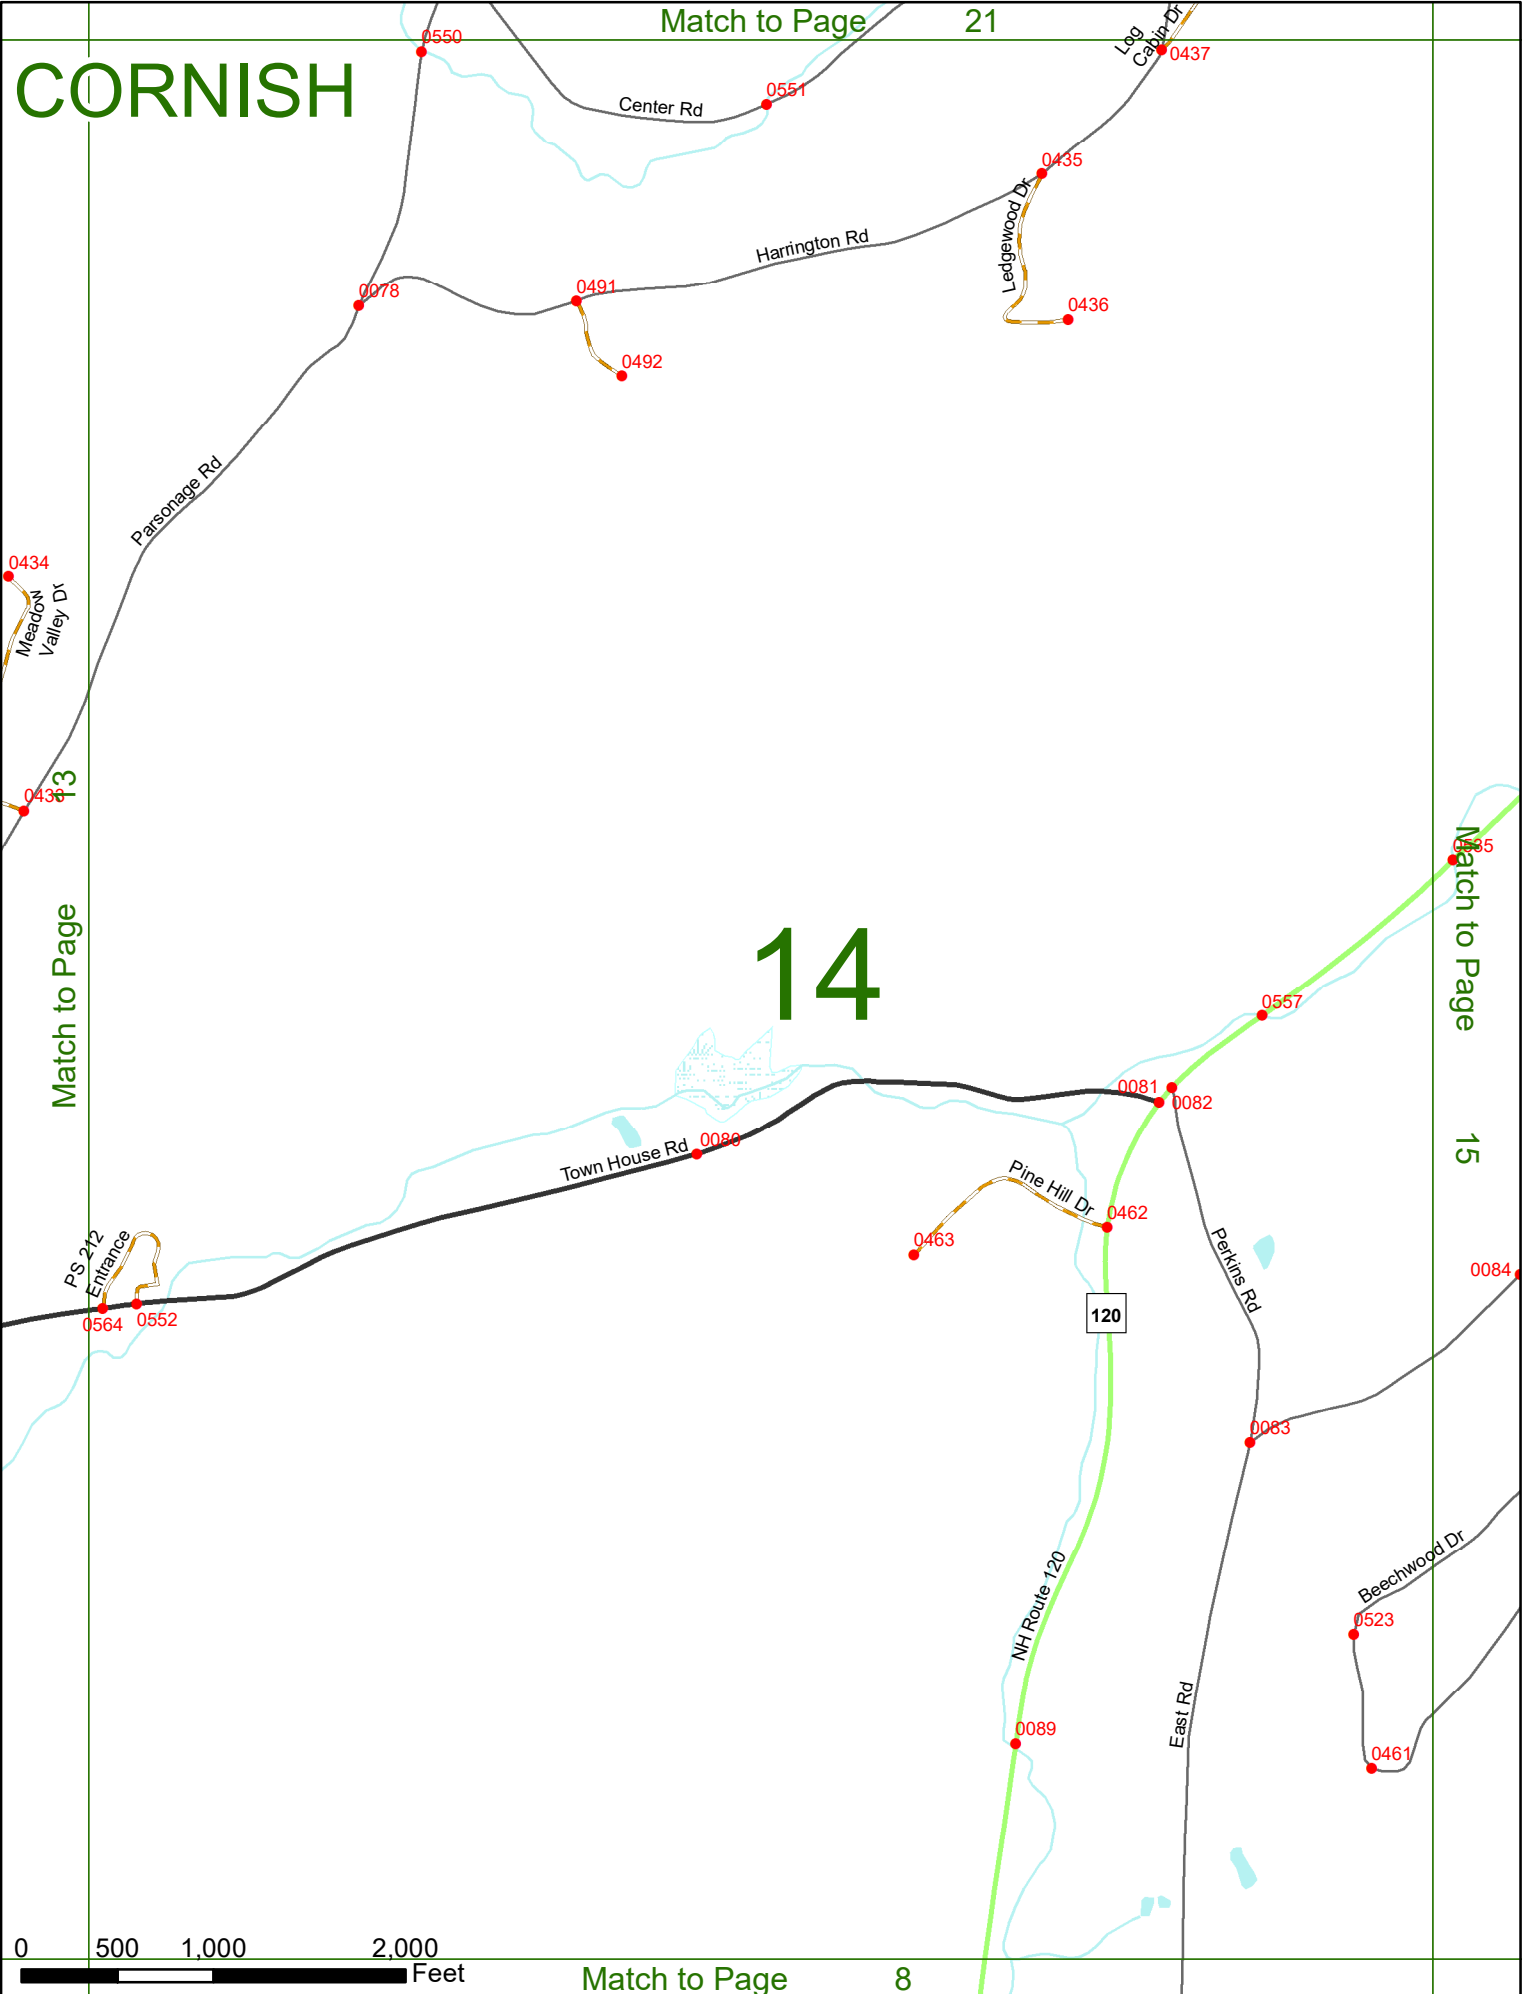 Match to Page 21
CORNISH
0550
Log
Cabin Dr
0437
Center Rd
0551
0435
Ledgewood Dr
Harrington Rd
0078
0491
0436
0492
Parsonage Rd
0434
Meadow
Valley Dr
0433
Match to Page 13
0535
Match to Page 15
14
0557
0081
0082
0080
Town House Rd
Pine Hill Dr
0462
0463
PS 212
Entrance
0564
0552
Perkins Rd
0084
120
0083
Beechwood Dr
0523
NH Route 120
East Rd
0089
0461
0 500 1,000 2,000
Feet
Match to Page 8